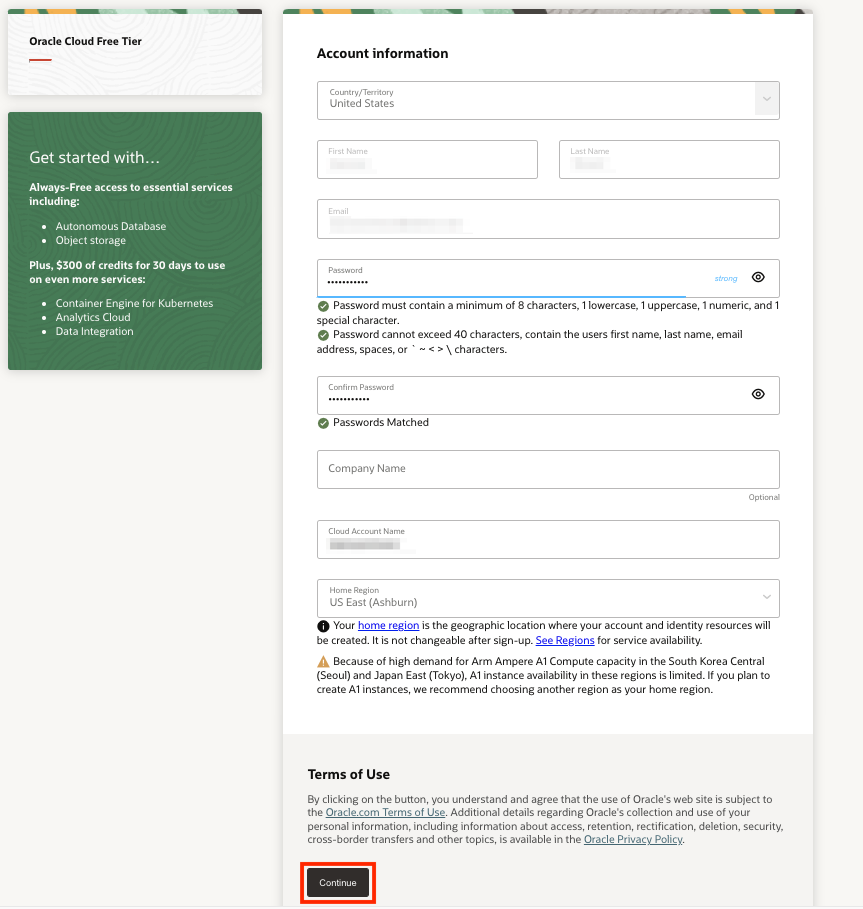 Oracle Cloud Free Tier
Get started with...
Always-Free access to essential services
including:
• Autonomous Database
• Object storage
Plus, $300 of credits for 30 days to use
on even more services:
• Container Engine for Kubernetes
• Analytics Cloud
• Data Integration
Account information
Country/Territory
United States
First Name
Last Name
Email
Password
•••••••••••
strong
Password must contain a minimum of 8 characters, 1 lowercase, 1 uppercase, 1 numeric, and 1
special character.
Password cannot exceed 40 characters, contain the users first name, last name, email
address, spaces, or ` ~ < > \ characters.
Confirm Password
•••••••••••
Passwords Matched
Company Name
Optional
Cloud Account Name
Home Region
US East (Ashburn)
Your home region is the geographic location where your account and identity resources will
be created. It is not changeable after sign-up. See Regions for service availability.
Because of high demand for Arm Ampere A1 Compute capacity in the South Korea Central
(Seoul) and Japan East (Tokyo), A1 instance availability in these regions is limited. If you plan to
create A1 instances, we recommend choosing another region as your home region.
Terms of Use
By clicking on the button, you understand and agree that the use of Oracle's web site is subject to
the Oracle.com Terms of Use. Additional details regarding Oracle's collection and use of your
personal information, including information about access, retention, rectification, deletion, security,
cross-border transfers and other topics, is available in the Oracle Privacy Policy.
Continue